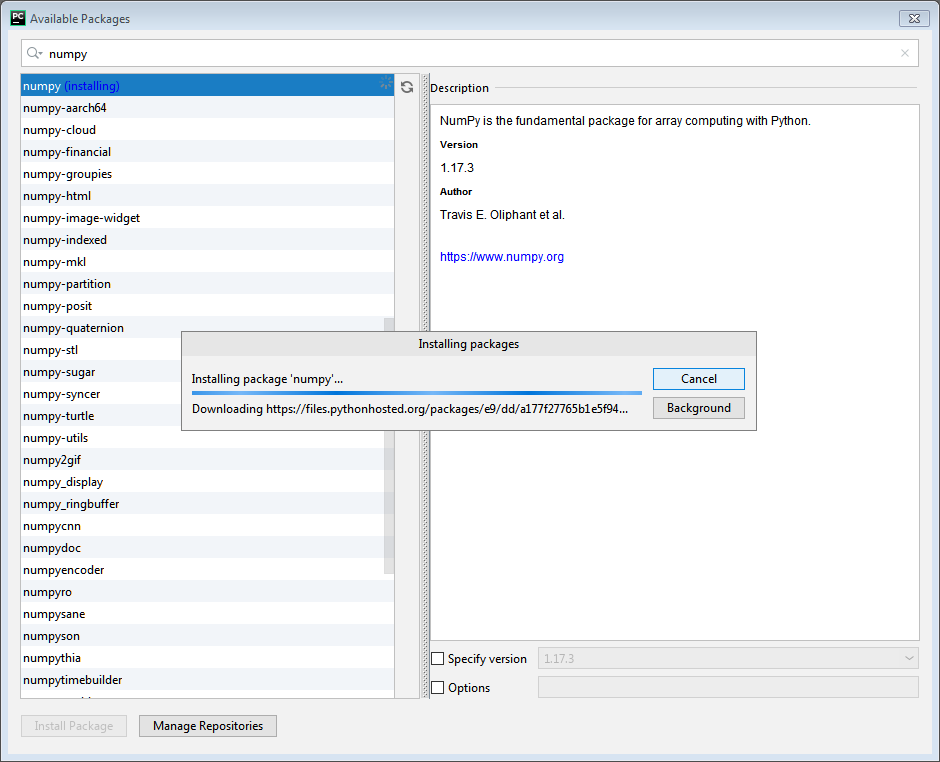 PC Available Packages
numpy
numpy (installing)
numpy-aarch64
numpy-cloud
numpy-financial
numpy-groupies
numpy-html
numpy-image-widget
numpy-indexed
numpy-mkl
numpy-partition
numpy-posit
numpy-quaternion
numpy-stl
numpy-sugar
numpy-syncer
numpy-turtle
numpy-utils
numpy2gif
numpy_display
numpy_ringbuffer
numpycnn
numpydoc
numpyencoder
numpyro
numpysane
numpyson
numpythia
numpytimebuilder
Description
NumPy is the fundamental package for array computing with Python.
Version
1.17.3
Author
Travis E. Oliphant et al.
https://www.numpy.org
Installing packages
Installing package 'numpy'...
Downloading https://files.pythonhosted.org/packages/e9/dd/a177f27765b1e5f94...
Cancel
Background
Specify version 1.17.3
Options
Install Package Manage Repositories